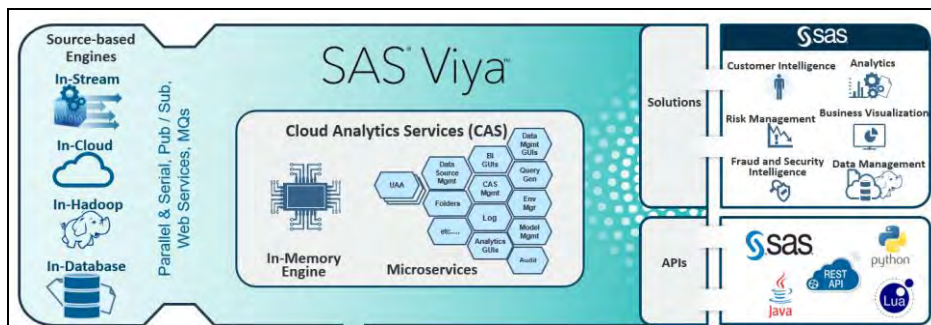 Source-based
Engines
In-Stream
In-Cloud
In-Hadoop
In-Database
Parallel & Serial, Pub / Sub,
Web Services, MQs
SAS® Viya™
Cloud Analytics Services (CAS)
In-Memory
Engine
UAA
Data
Source
Mgmt
Folders
etc....
BI
GUIs
CAS
Mgmt
Log
Analytics
GUIs
Data
Mgmt
GUIs
Query
Gen
Env
Mgr
Model
Mgmt
Audit
Microservices
Solutions
APIs
sas
Customer Intelligence
Analytics
Risk Management
Business Visualization
Fraud and Security
Intelligence
Data Management
sas
python
REST
API
Java
Lua